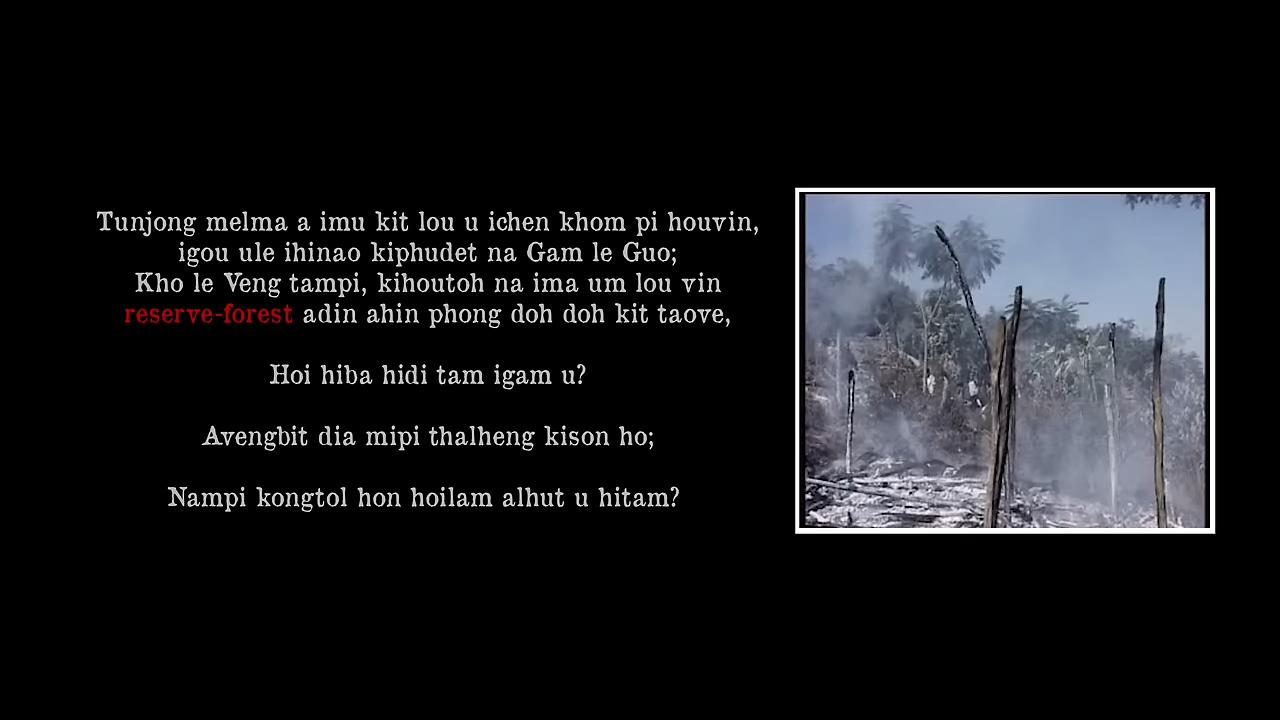 Tunjong melma a imu kit lou u ichen khom pi houvin,
igou ule ihinao kiphudet na Gam le Guo;
Kho le Veng tampi, kihoutoh na ima um lou vin
reserve-forest adin ahin phong doh doh kit taove,
Hoi hiba hidi tam igam u?
Avengbit dia mipi thalheng kison ho;
Nampi kongtol hon hoilam alhut u hitam?